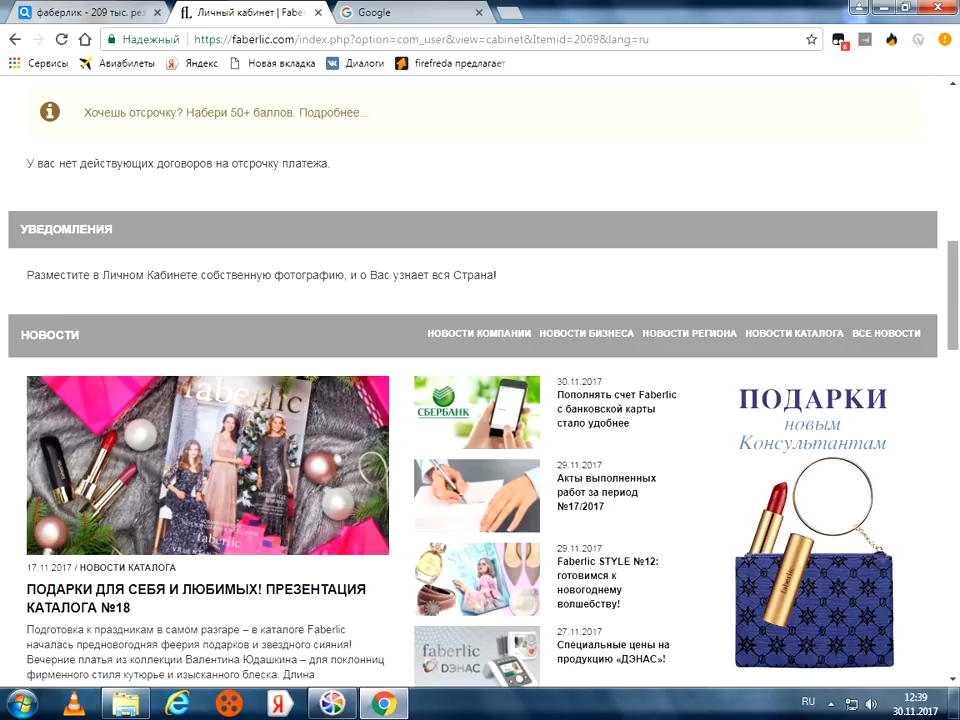 фаберлик - 209 тыс. рез
Личный кабинет | Faber
Google
Надежный
https://faberlic.com/index.php?option=com_user&view=cabinet&Itemid=2069&lang=ru
6
Сервисы
Авиабилеты
Яндекс
Новая вкладка
Диалоги
firefreda предлагает
Хочешь отсрочку? Набери 50+ баллов. Подробнее...
У вас нет действующих договоров на отсрочку платежа.
УВЕДОМЛЕНИЯ
Разместите в Личном Кабинете собственную фотографию, и о Вас узнает вся Страна!
НОВОСТИ
НОВОСТИ КОМПАНИИ НОВОСТИ БИЗНЕСА НОВОСТИ РЕГИОНА НОВОСТИ КАТАЛОГА ВСЕ НОВОСТИ
faberlic
faberlic
17.11.2017 / НОВОСТИ КАТАЛОГА
ПОДАРКИ ДЛЯ СЕБЯ И ЛЮБИМЫХ! ПРЕЗЕНТАЦИЯ
КАТАЛОГА №18
Подготовка к праздникам в самом разгаре – в каталоге Faberlic
началась предновогодняя феерия подарков и звездного сияния!
Вечерние платья из коллекции Валентина Юдашкина – для поклонниц
фирменного стиля кутюрье и изысканного блеска. Длина
СБЕРБАНК
30.11.2017
Пополнять счет Faberlic
с банковской карты
стало удобнее
29.11.2017
Акты выполненных
работ за период
№17/2017
29.11.2017
Faberlic STYLE №12:
готовимся к
новогоднему
волшебству!
faberlic
ДЭНАС
27.11.2017
Специальные цены на
продукцию «ДЭНАС»!
ПОДАРКИ
новым
Консультантам
faberlic
RU
12:39
30.11.2017